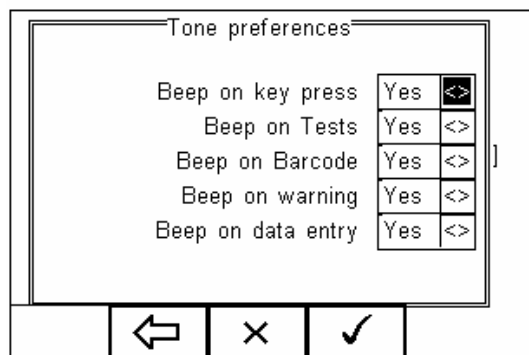 Tone preferences
Beep on key press Yes <>
Beep on Tests Yes <>
Beep on Barcode Yes <>
]
Beep on warning Yes <>
Beep on data entry Yes <>